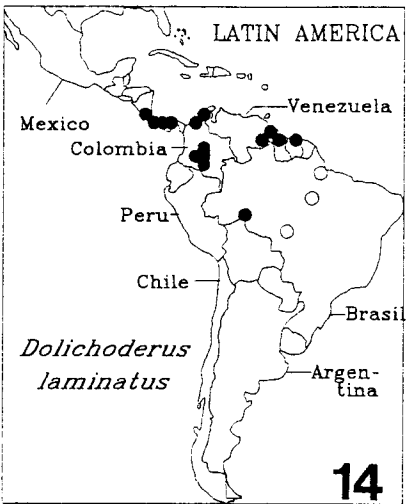 LATIN AMERICA
Venezuela
Mexico
Colombia
Peru
Chile
Brasil
Dolichoderus
laminatus
Argen-
tina
14